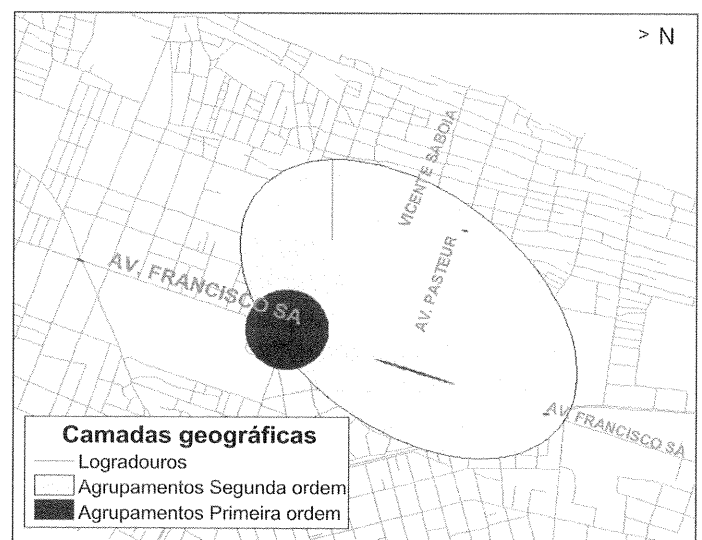 > N
VICENTE SABOIA
AV. PASTEUR
AV. FRANCISCO SA
AV. FRANCISCO SA
Camadas geográficas
Logradouros
Agrupamentos Segunda ordem
Agrupamentos Primeira ordem